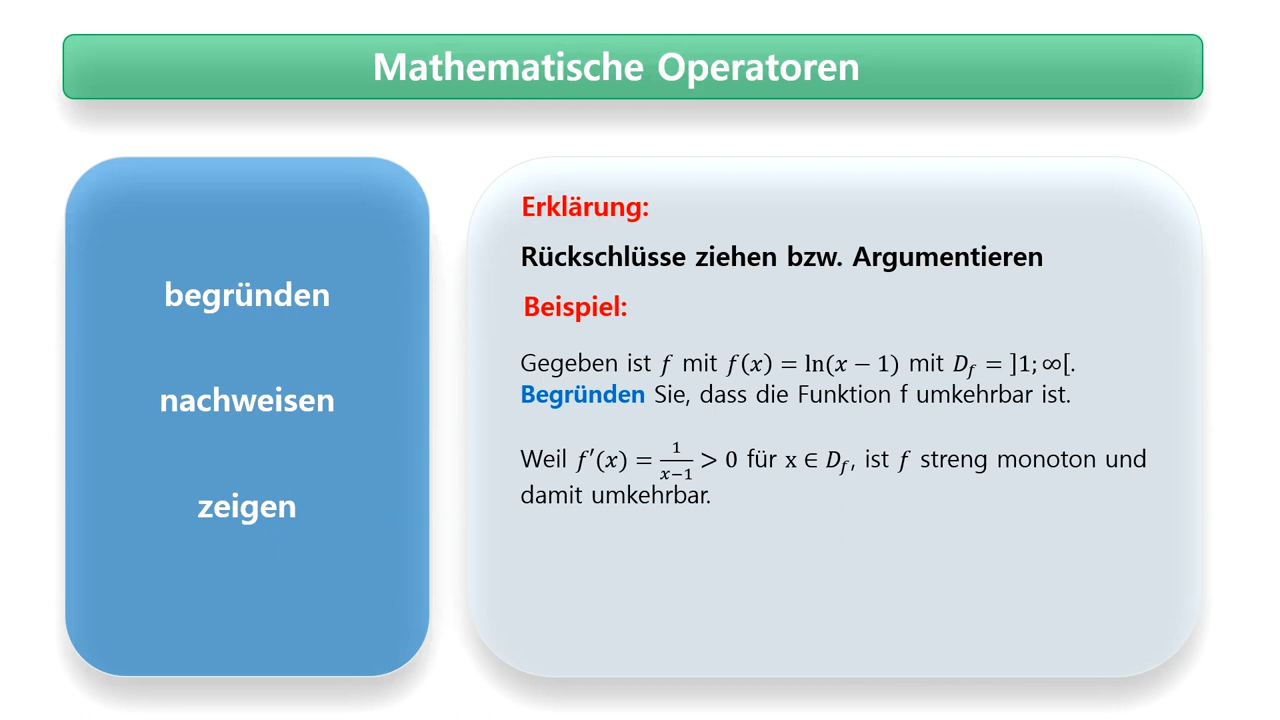 Mathematische Operatoren
begründen
nachweisen
zeigen
Erklärung:
Rückschlüsse ziehen bzw. Argumentieren
Beispiel:
Gegeben ist f mit f(x) = ln(x − 1) mit D_f = ]1; ∞[.
Begründen Sie, dass die Funktion f umkehrbar ist.
Weil f′(x) = 1/(x−1) > 0 für x ∈ D_f, ist f streng monoton und
damit umkehrbar.